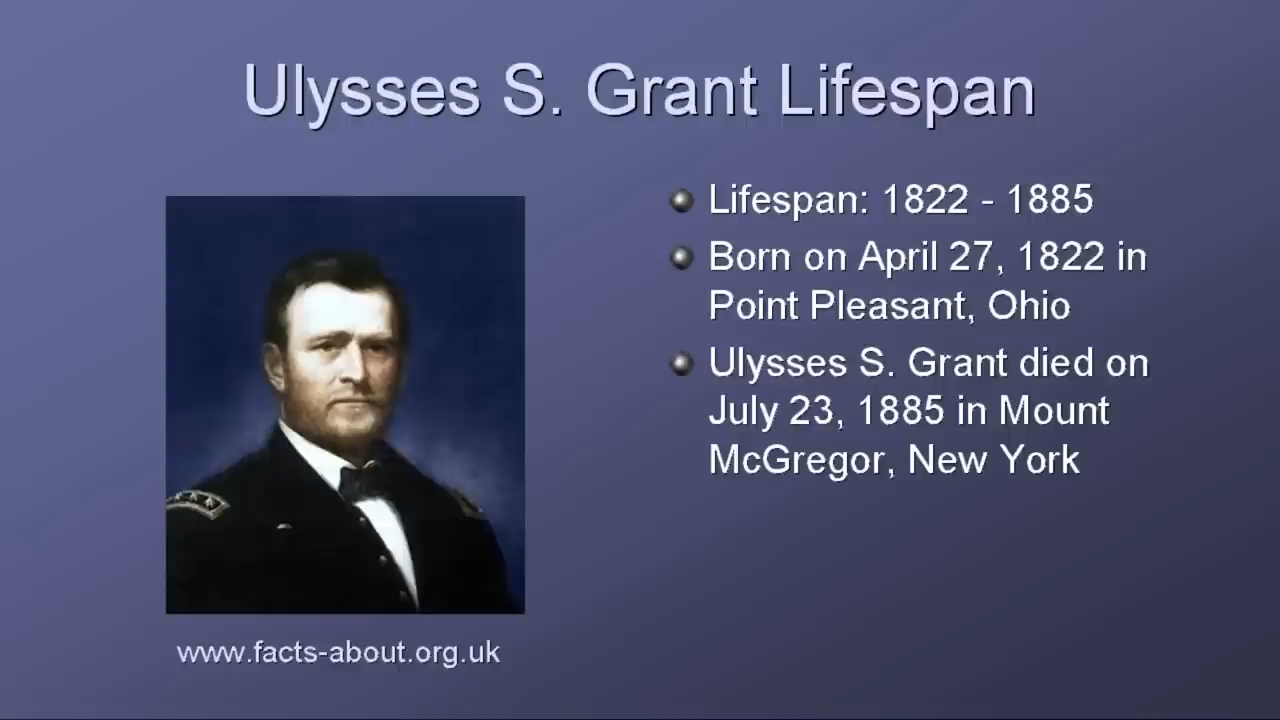 Ulysses S. Grant Lifespan
Lifespan: 1822 - 1885
Born on April 27, 1822 in
Point Pleasant, Ohio
Ulysses S. Grant died on
July 23, 1885 in Mount
McGregor, New York
www.facts-about.org.uk